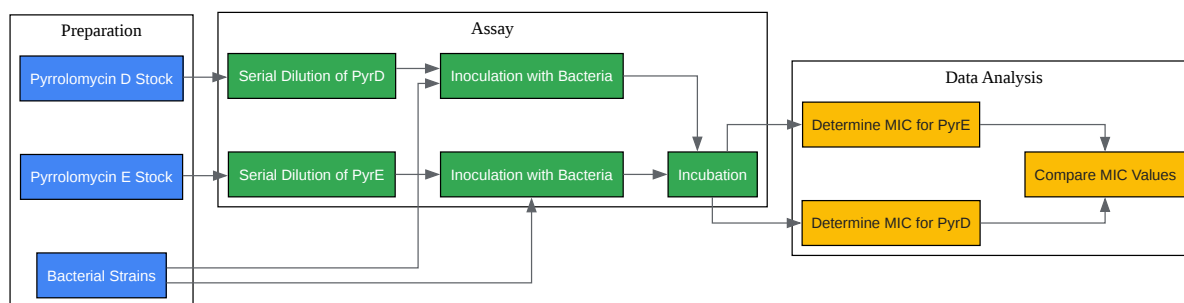 Preparation
Pyrrolomycin D Stock
Pyrrolomycin E Stock
Bacterial Strains
Assay
Serial Dilution of PyrD
Inoculation with Bacteria
Serial Dilution of PyrE
Inoculation with Bacteria
Incubation
Data Analysis
Determine MIC for PyrE
Compare MIC Values
Determine MIC for PyrD